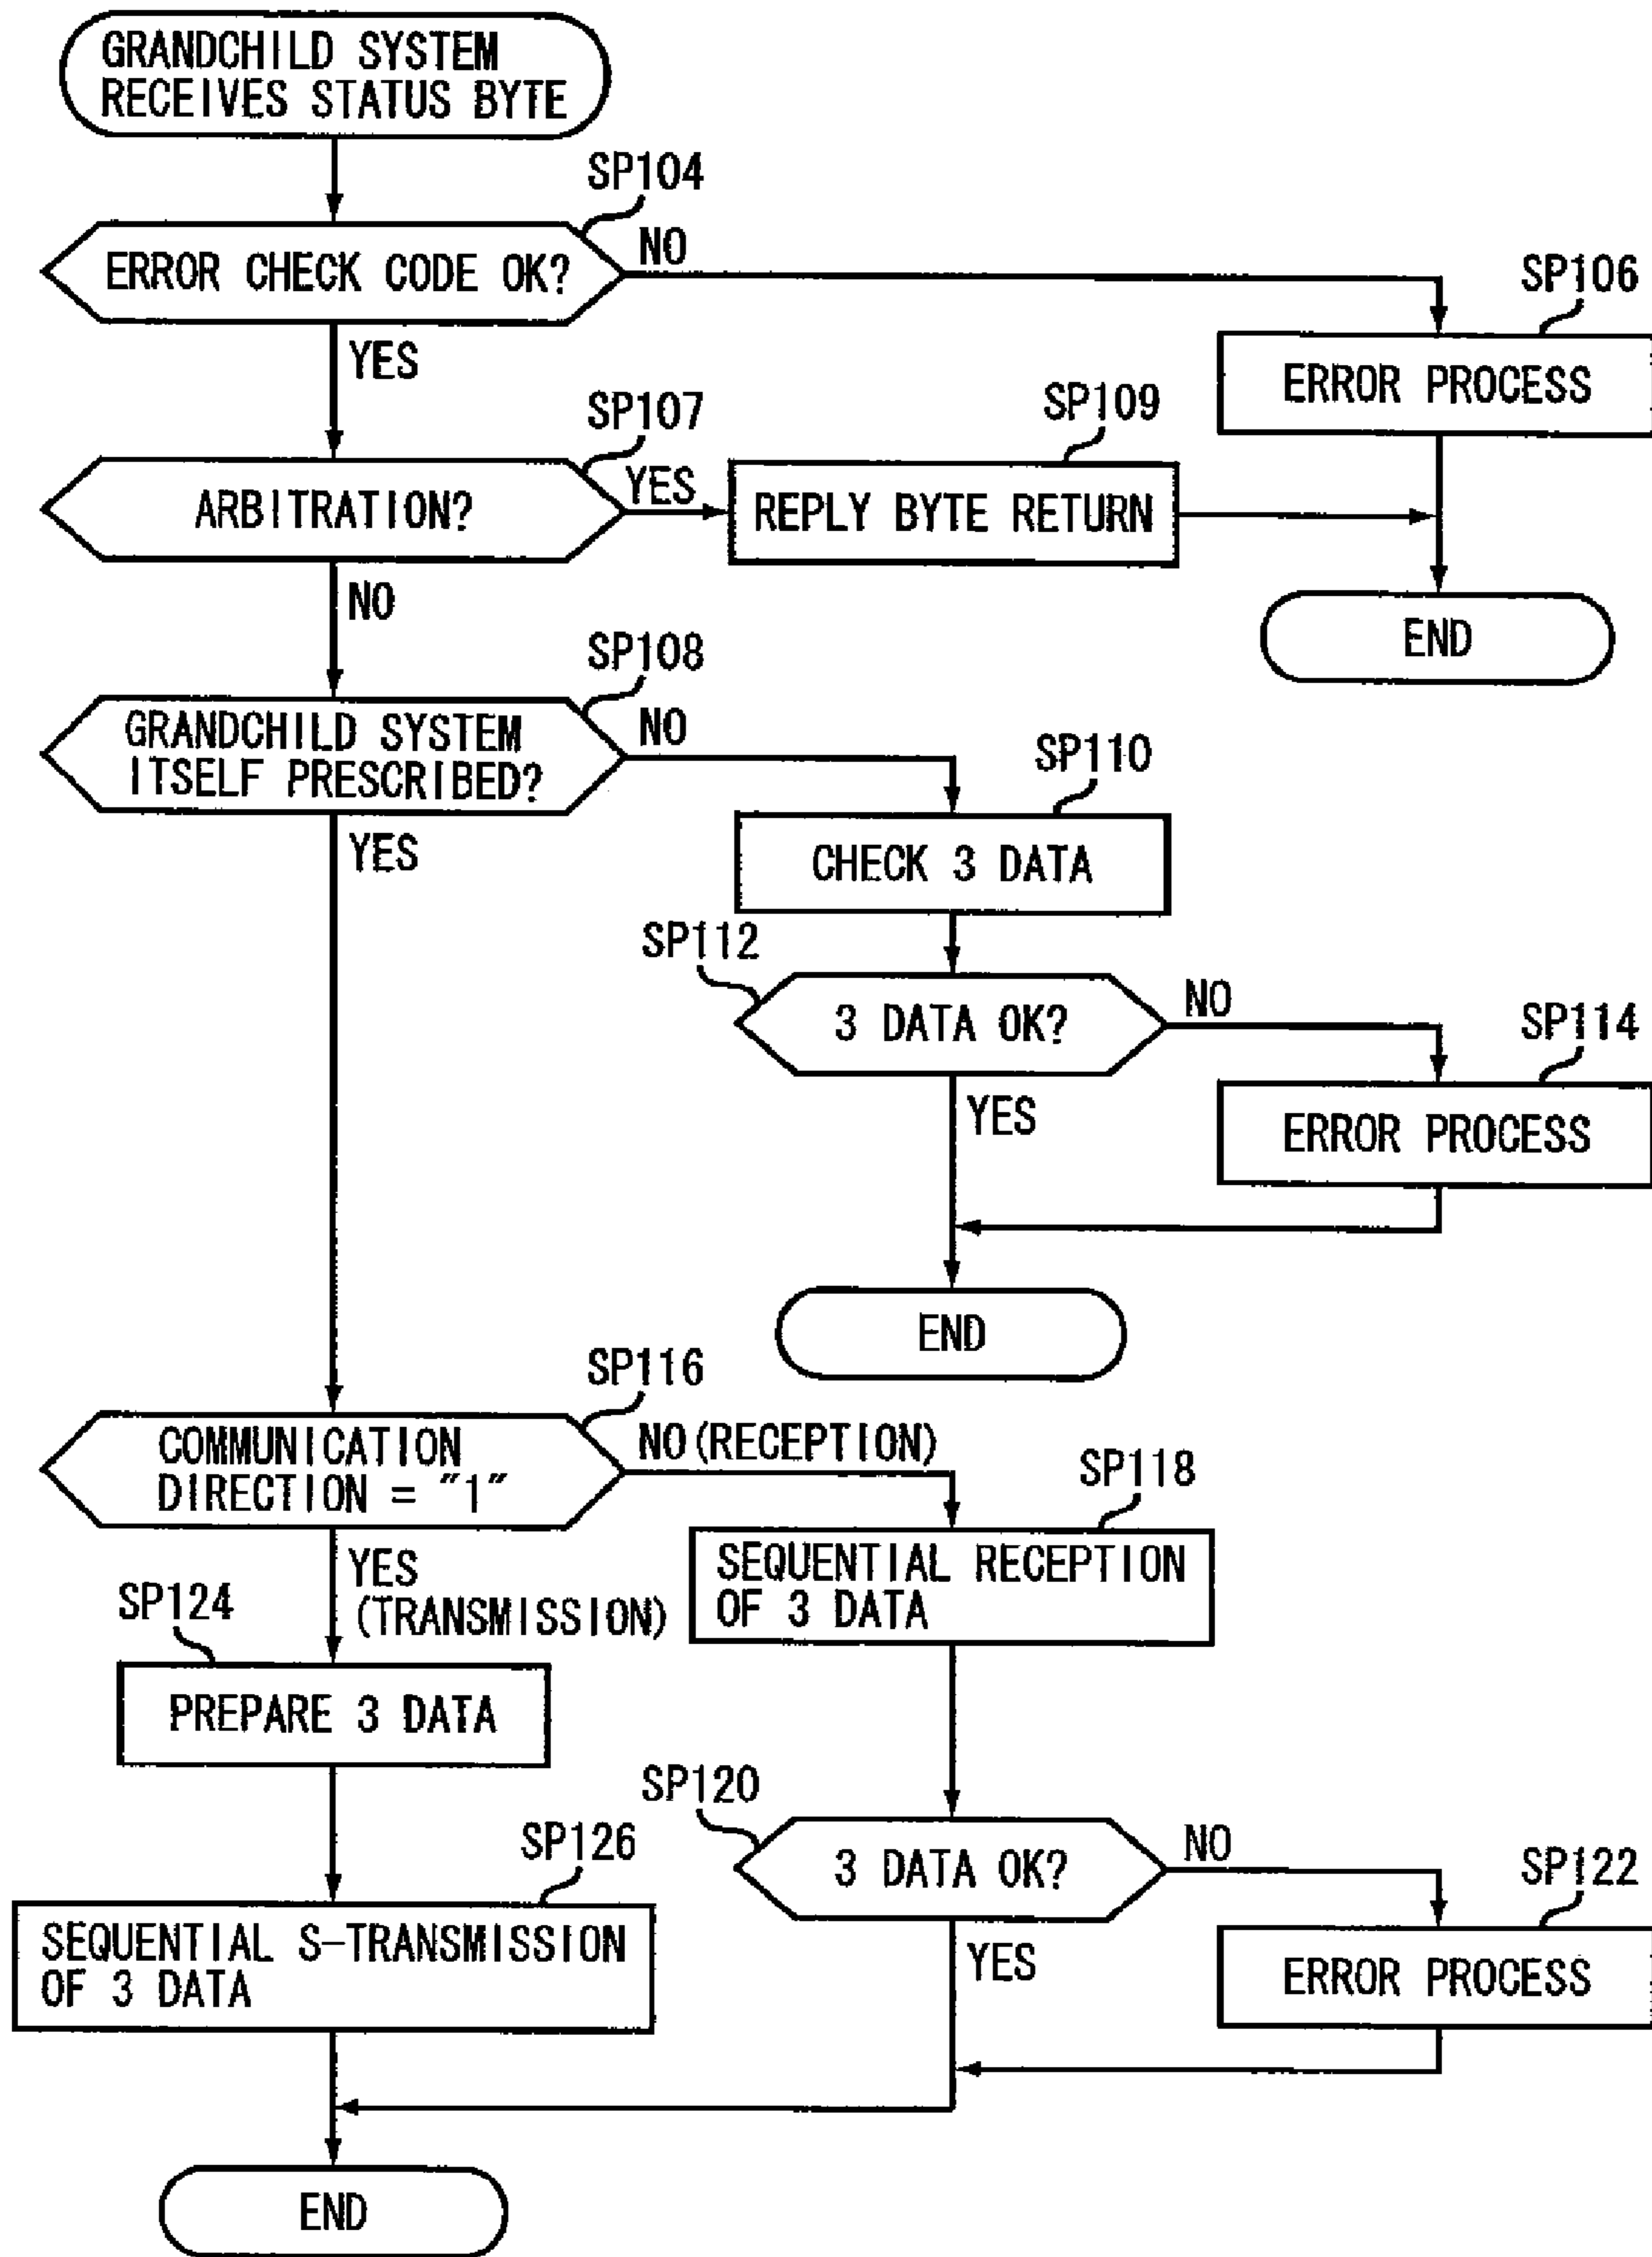 GRANDCHILD SYSTEM
RECEIVES STATUS BYTE
SP104
ERROR CHECK CODE OK?
NO
SP106
YES
ERROR PROCESS
SP107
SP109
ARBITRATION?
YES
REPLY BYTE RETURN
NO
END
SP108
GRANDCHILD SYSTEM
ITSELF PRESCRIBED?
NO
SP110
YES
CHECK 3 DATA
SP112
3 DATA OK?
NO
SP114
YES
ERROR PROCESS
END
SP116
COMMUNICATION
DIRECTION = "1"
NO(RECEPTION)
SP118
YES
(TRANSMISSION)
SEQUENTIAL RECEPTION
OF 3 DATA
SP124
PREPARE 3 DATA
SP120
3 DATA OK?
NO
SP126
SP122
SEQUENTIAL S-TRANSMISSION
OF 3 DATA
YES
ERROR PROCESS
END